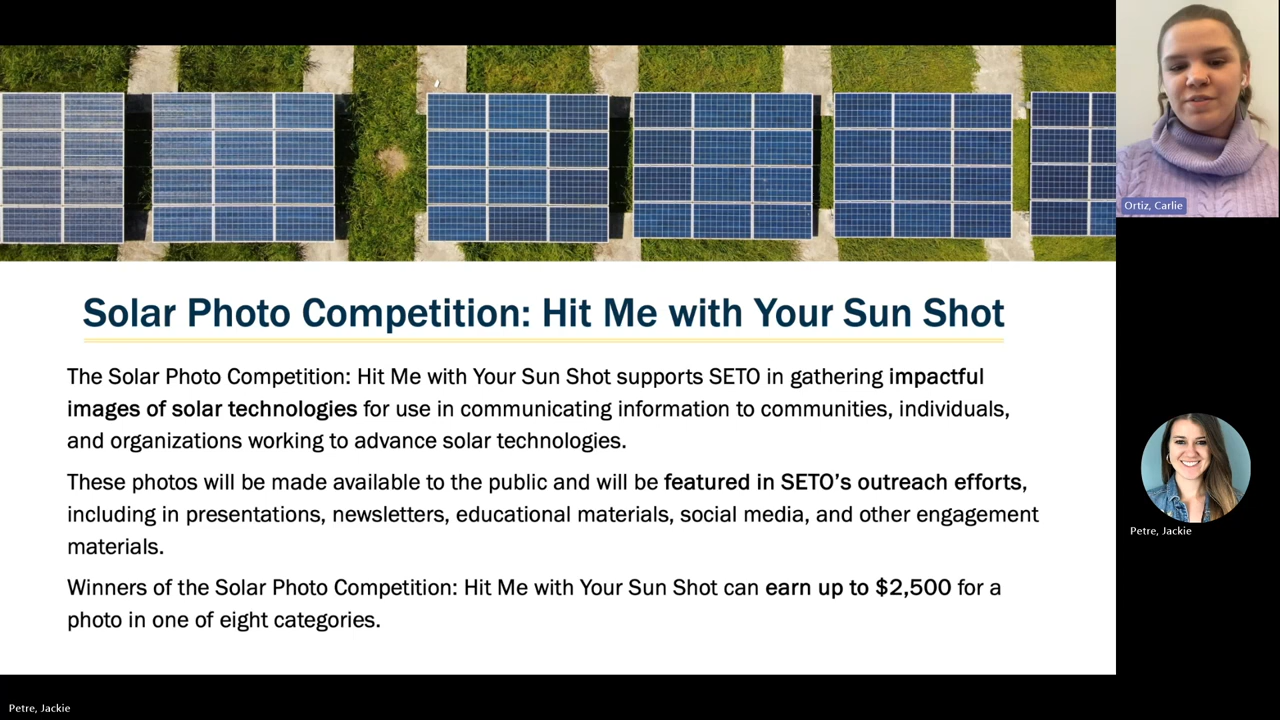 Solar Photo Competition: Hit Me with Your Sun Shot
The Solar Photo Competition: Hit Me with Your Sun Shot supports SETO in gathering impactful
images of solar technologies for use in communicating information to communities, individuals,
and organizations working to advance solar technologies.
These photos will be made available to the public and will be featured in SETO’s outreach efforts,
including in presentations, newsletters, educational materials, social media, and other engagement
materials.
Winners of the Solar Photo Competition: Hit Me with Your Sun Shot can earn up to $2,500 for a
photo in one of eight categories.
Ortiz, Carlie
Petre, Jackie
Petre, Jackie